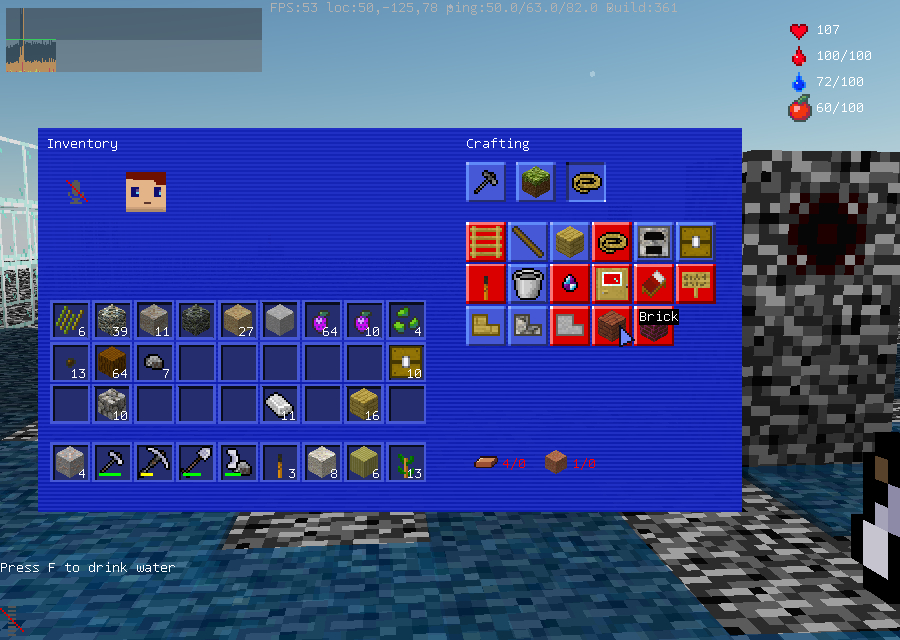 FPS:53 loc:50,-125,78 ping:50.0/63.0/82.0 Build:361
107
100/100
72/100
60/100
Inventory
Crafting
6 39 11 27 64 10 4
13 64 7 10
10 11 16
4 3 8 6 13
Brick
4/0 1/0
Press F to drink water